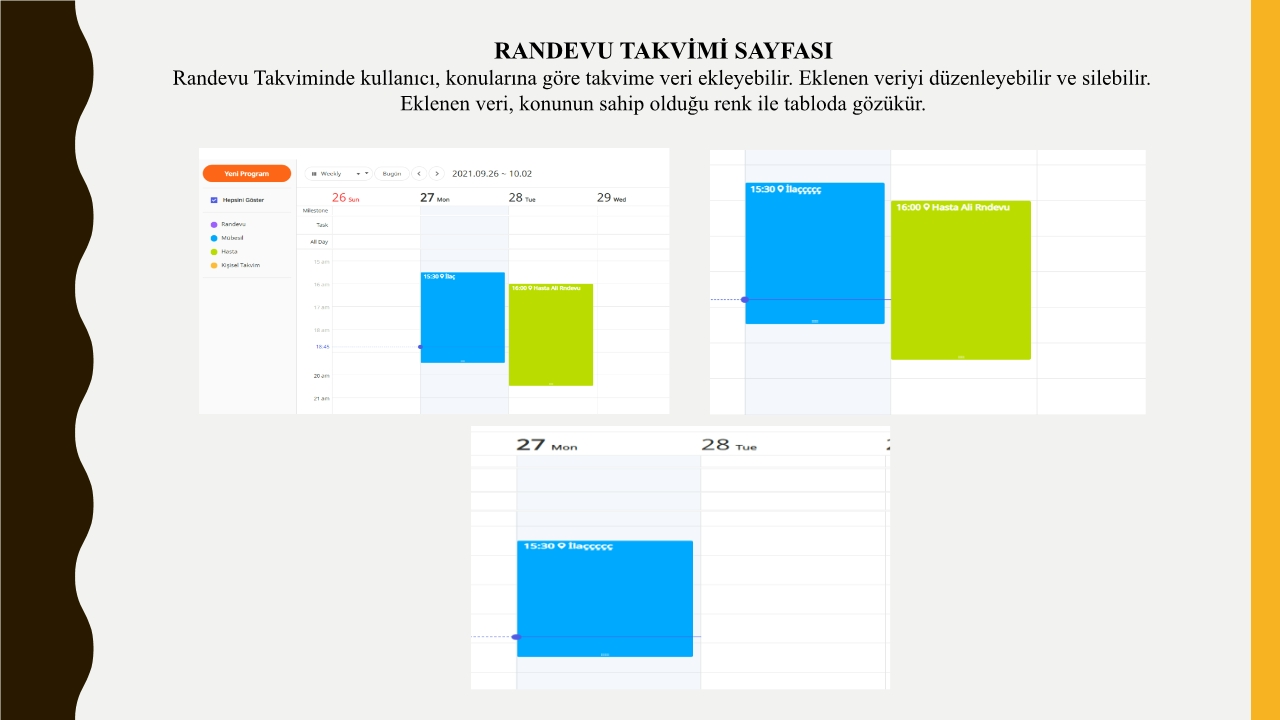 RANDEVU TAKVİMİ SAYFASI
Randevu Takviminde kullanıcı, konularına göre takvime veri ekleyebilir. Eklenen veriyi düzenleyebilir ve silebilir.
Eklenen veri, konunun sahip olduğu renk ile tabloda gözükür.
Yeni Program
Hepsini Göster
Randevu
Mübesil
Hasta
Kişisel Takvim
Weekly
Bugün
2021.09.26 ~ 10.02
26 Sun
27 Mon
28 Tue
29 Wed
Milestone
Task
All Day
15 am
16 am
17 am
18 am
18:45
20 am
21 am
15:30 İlaç
16:00 Hasta Ali Rndevu
15:30 İlaççççç
16:00 Hasta Ali Rndevu
27 Mon
28 Tue
15:30 İlaççççç